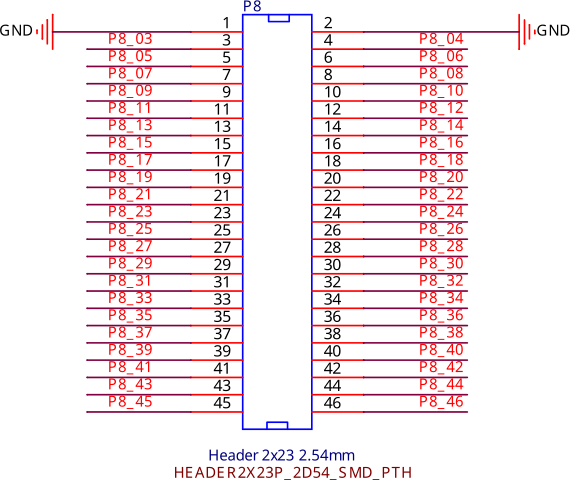 P8
GND 1 2 GND
P8_03 3 4 P8_04
P8_05 5 6 P8_06
P8_07 7 8 P8_08
P8_09 9 10 P8_10
P8_11 11 12 P8_12
P8_13 13 14 P8_14
P8_15 15 16 P8_16
P8_17 17 18 P8_18
P8_19 19 20 P8_20
P8_21 21 22 P8_22
P8_23 23 24 P8_24
P8_25 25 26 P8_26
P8_27 27 28 P8_28
P8_29 29 30 P8_30
P8_31 31 32 P8_32
P8_33 33 34 P8_34
P8_35 35 36 P8_36
P8_37 37 38 P8_38
P8_39 39 40 P8_40
P8_41 41 42 P8_42
P8_43 43 44 P8_44
P8_45 45 46 P8_46
Header 2x23 2.54mm
HEADER2X23P_2D54_SMD_PTH